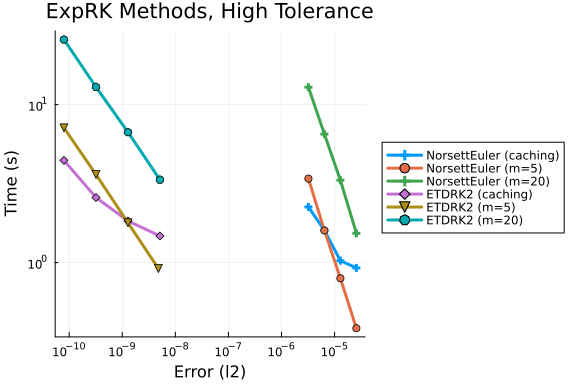 ExpRK Methods, High Tolerance
Time (s)
10¹
10⁰
10⁻¹⁰
10⁻⁹
10⁻⁸
10⁻⁷
10⁻⁶
10⁻⁵
Error (l2)
NorsettEuler (caching)
NorsettEuler (m=5)
NorsettEuler (m=20)
ETDRK2 (caching)
ETDRK2 (m=5)
ETDRK2 (m=20)